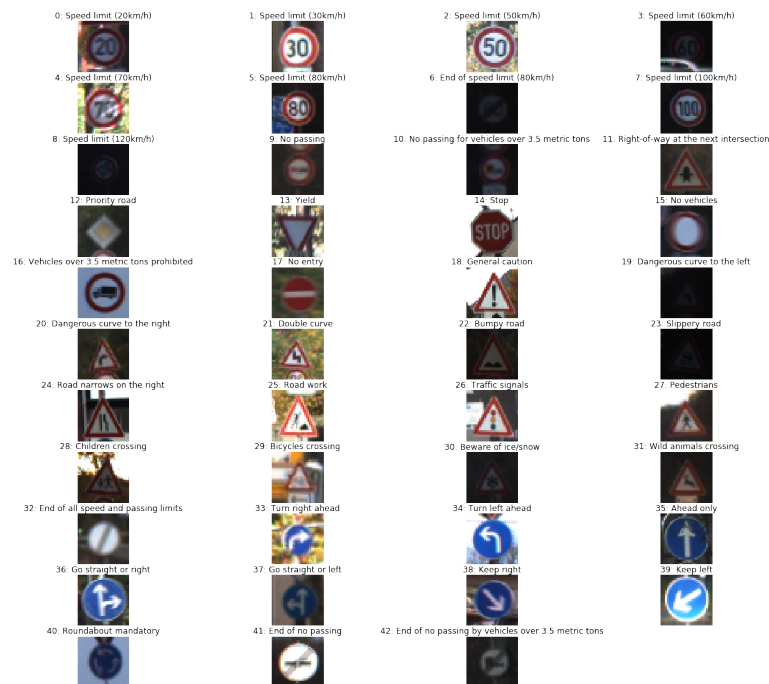 0: Speed limit (20km/h)
1: Speed limit (30km/h)
2: Speed limit (50km/h)
3: Speed limit (60km/h)
20
30
50
60
4: Speed limit (70km/h)
5: Speed limit (80km/h)
6: End of speed limit (80km/h)
7: Speed limit (100km/h)
70
80
100
8: Speed limit (120km/h)
9: No passing
10: No passing for vehicles over 3.5 metric tons
11: Right-of-way at the next intersection
12: Priority road
13: Yield
14: Stop
15: No vehicles
STOP
16: Vehicles over 3.5 metric tons prohibited
17: No entry
18: General caution
19: Dangerous curve to the left
20: Dangerous curve to the right
21: Double curve
22: Bumpy road
23: Slippery road
24: Road narrows on the right
25: Road work
26: Traffic signals
27: Pedestrians
28: Children crossing
29: Bicycles crossing
30: Beware of ice/snow
31: Wild animals crossing
32: End of all speed and passing limits
33: Turn right ahead
34: Turn left ahead
35: Ahead only
36: Go straight or right
37: Go straight or left
38: Keep right
39: Keep left
40: Roundabout mandatory
41: End of no passing
42: End of no passing by vehicles over 3.5 metric tons